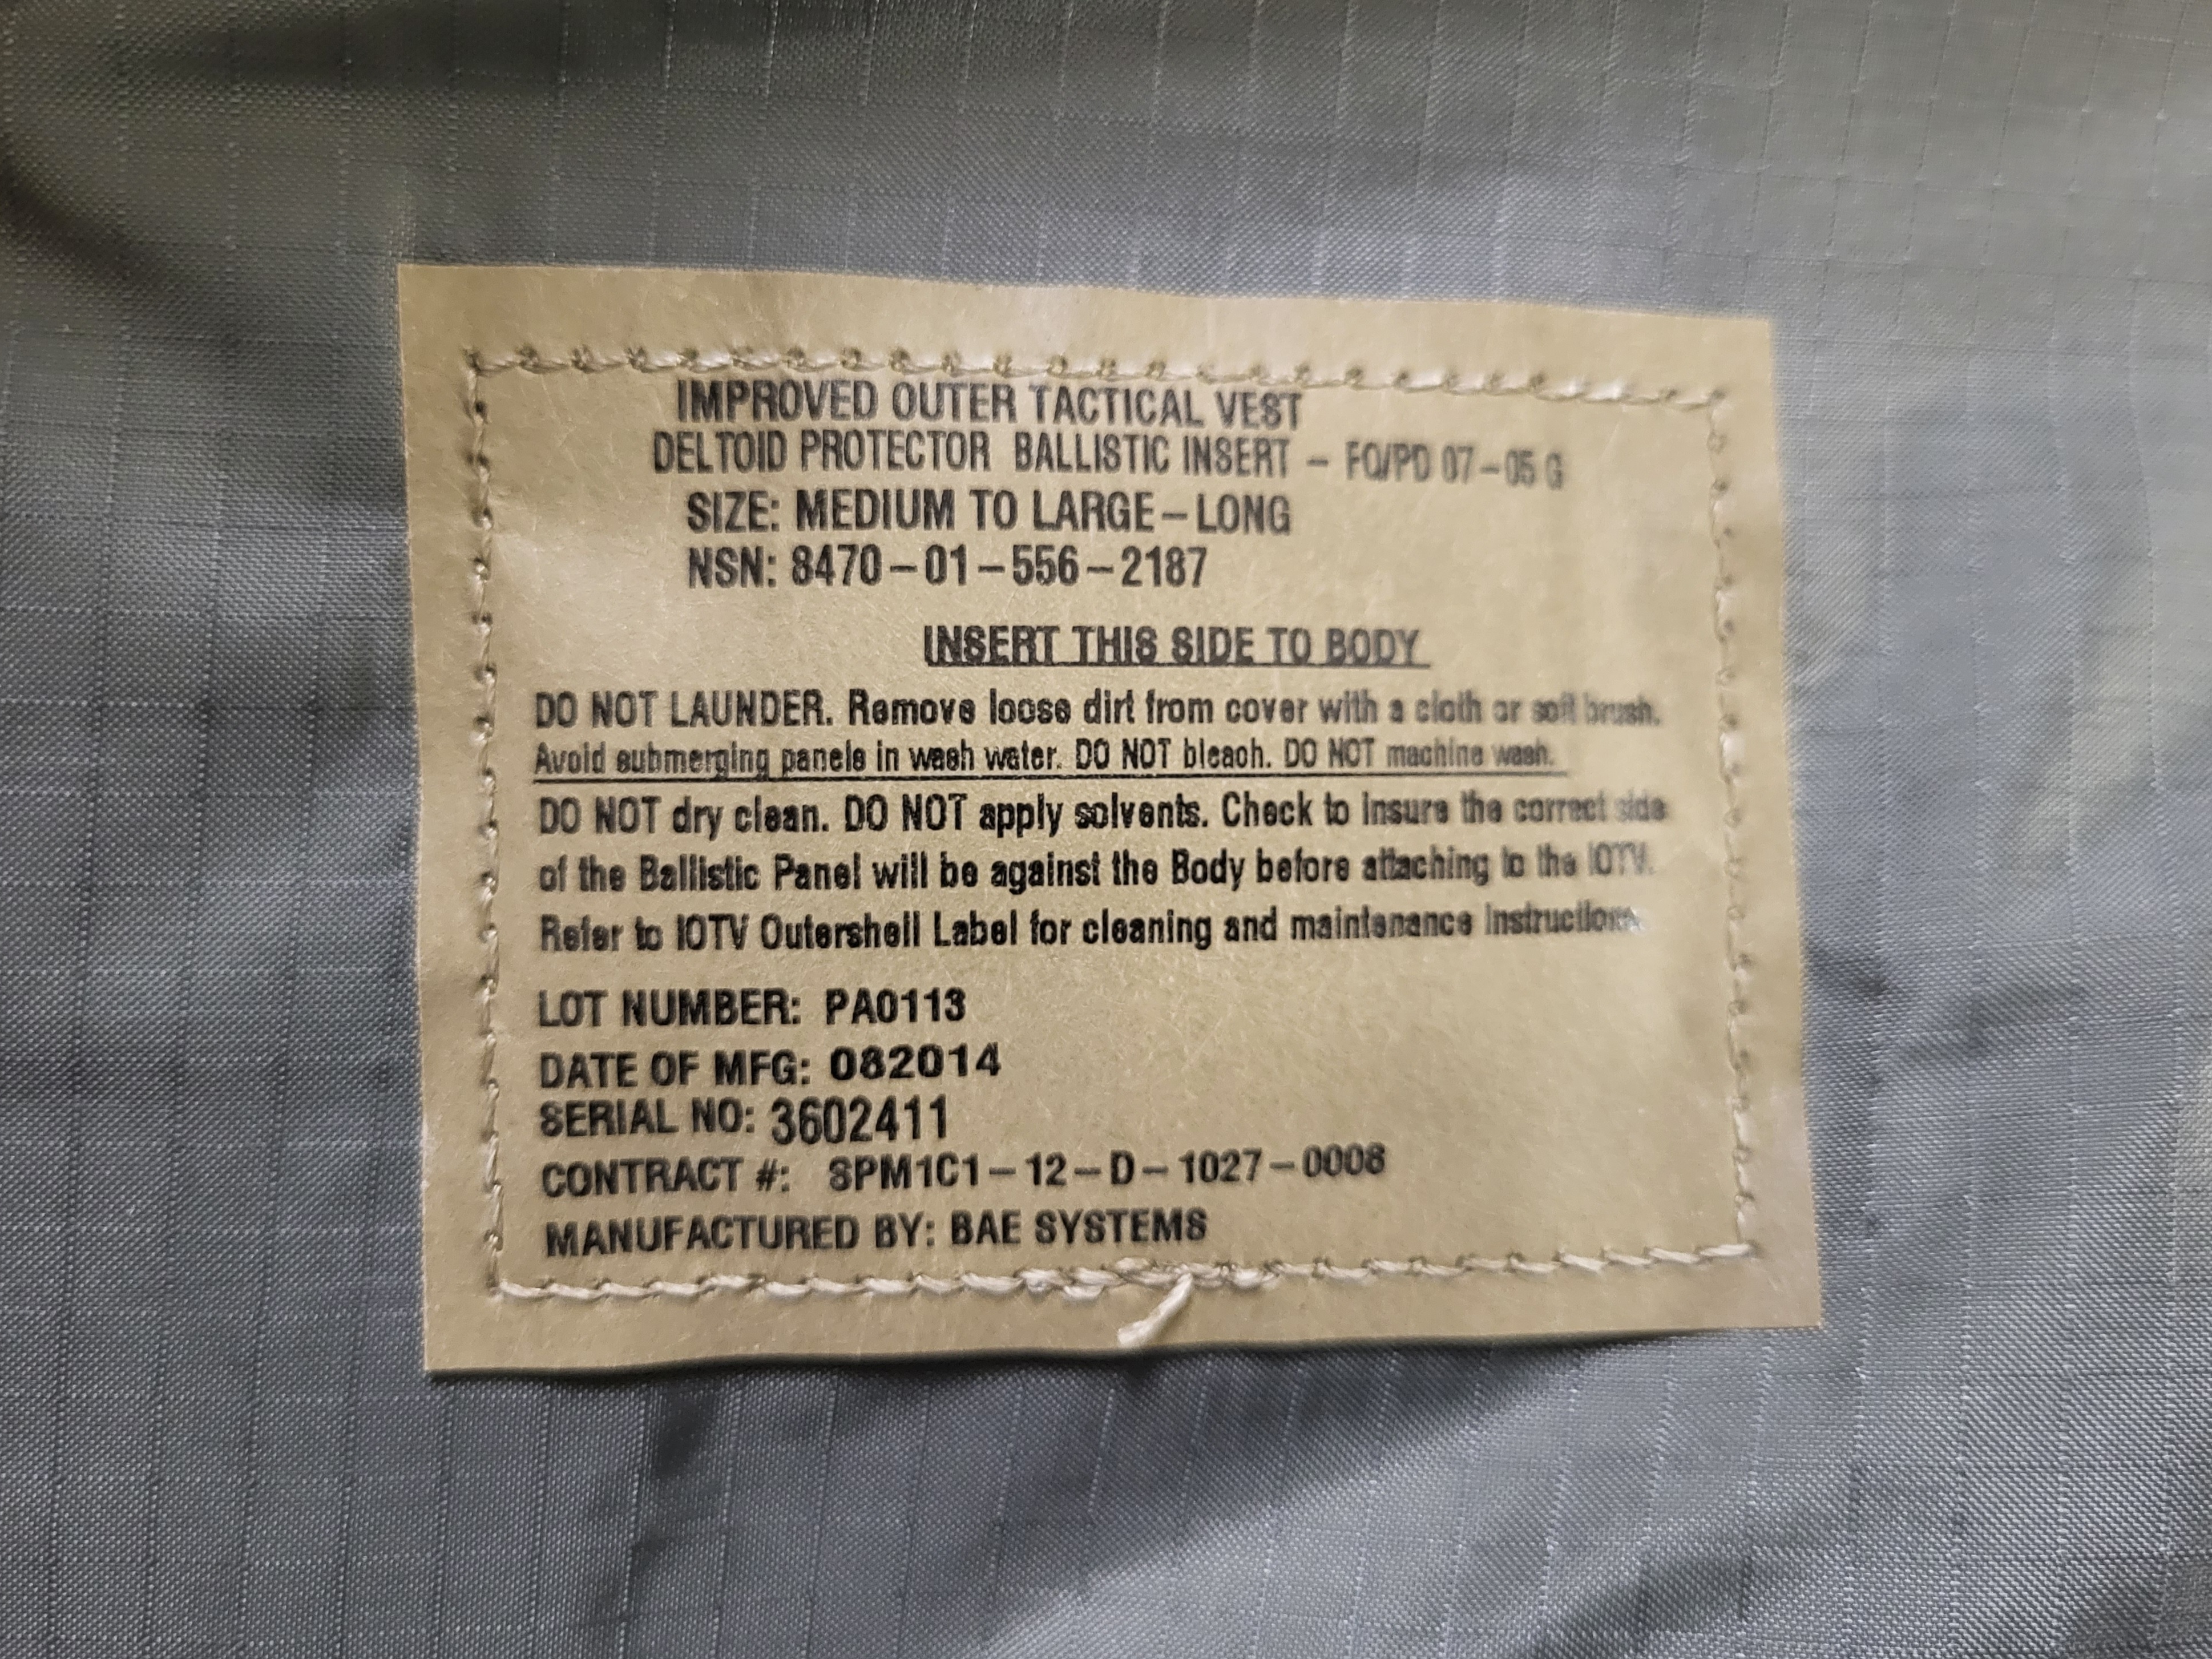 IMPROVED OUTER TACTICAL VEST
DELTOID PROTECTOR BALLISTIC INSERT – FQ/PD 07–05 G
SIZE: MEDIUM TO LARGE–LONG
NSN: 8470–01–556–2187
INSERT THIS SIDE TO BODY
DO NOT LAUNDER. Remove loose dirt from cover with a cloth or soft brush.
Avoid submerging panels in wash water. DO NOT bleach. DO NOT machine wash.
DO NOT dry clean. DO NOT apply solvents. Check to insure the correct side
of the Ballistic Panel will be against the Body before attaching to the IOTV.
Refer to IOTV Outershell Label for cleaning and maintenance instructions.
LOT NUMBER: PA0113
DATE OF MFG: 082014
SERIAL NO: 3602411
CONTRACT #: SPM1C1–12–D–1027–0008
MANUFACTURED BY: BAE SYSTEMS